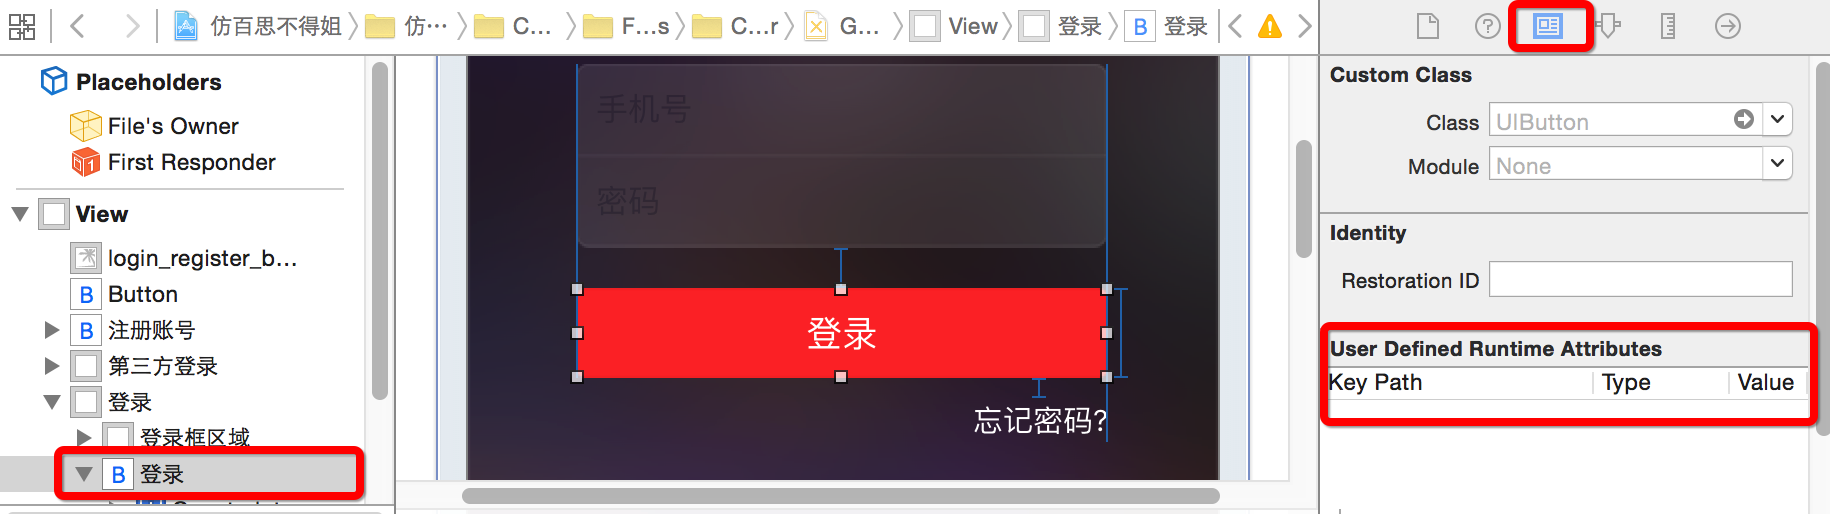 仿百思不得姐 仿··· C... F...s C...r G... View 登录 B 登录
Placeholders
File's Owner
First Responder
View
login_register_b...
B Button
B 注册账号
第三方登录
登录
登录框区域
B 登录
手机号
密码
登录
忘记密码?
Custom Class
Class UIButton
Module None
Identity
Restoration ID
User Defined Runtime Attributes
Key Path Type Value